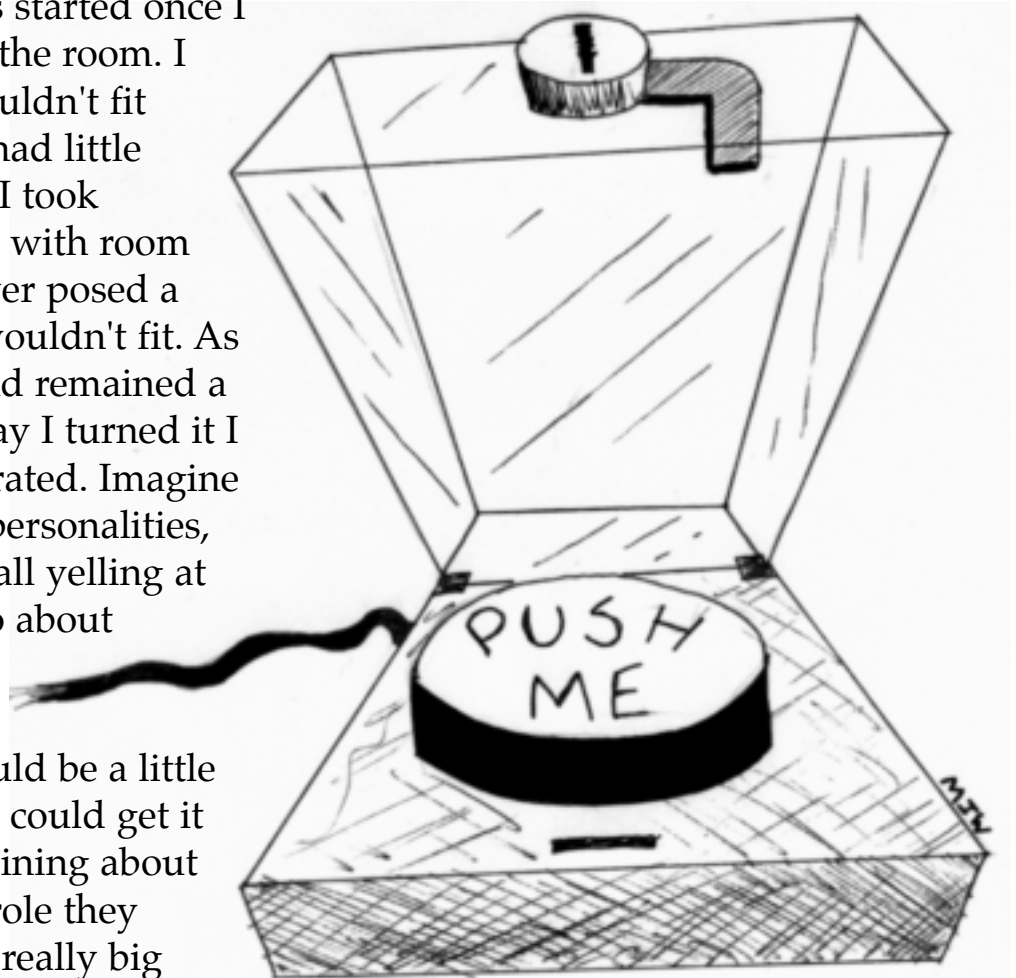 started once I
the room. I
uldn't fit
had little
I took
with room
er posed a
ouldn't fit. As
d remained a
ay I turned it I
rated. Imagine
personalities,
all yelling at
about
PUSH
ME
uld be a little
could get it
ining about
role they
really big
MJW